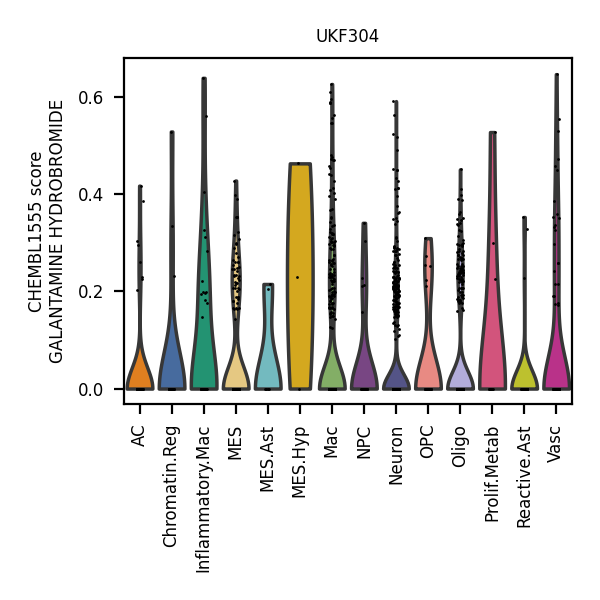 UKF304
CHEMBL1555 score
GALANTAMINE HYDROBROMIDE
0.6
0.4
0.2
0.0
AC
Chromatin.Reg
Inflammatory.Mac
MES
MES.Ast
MES.Hyp
Mac
NPC
Neuron
OPC
Oligo
Prolif.Metab
Reactive.Ast
Vasc